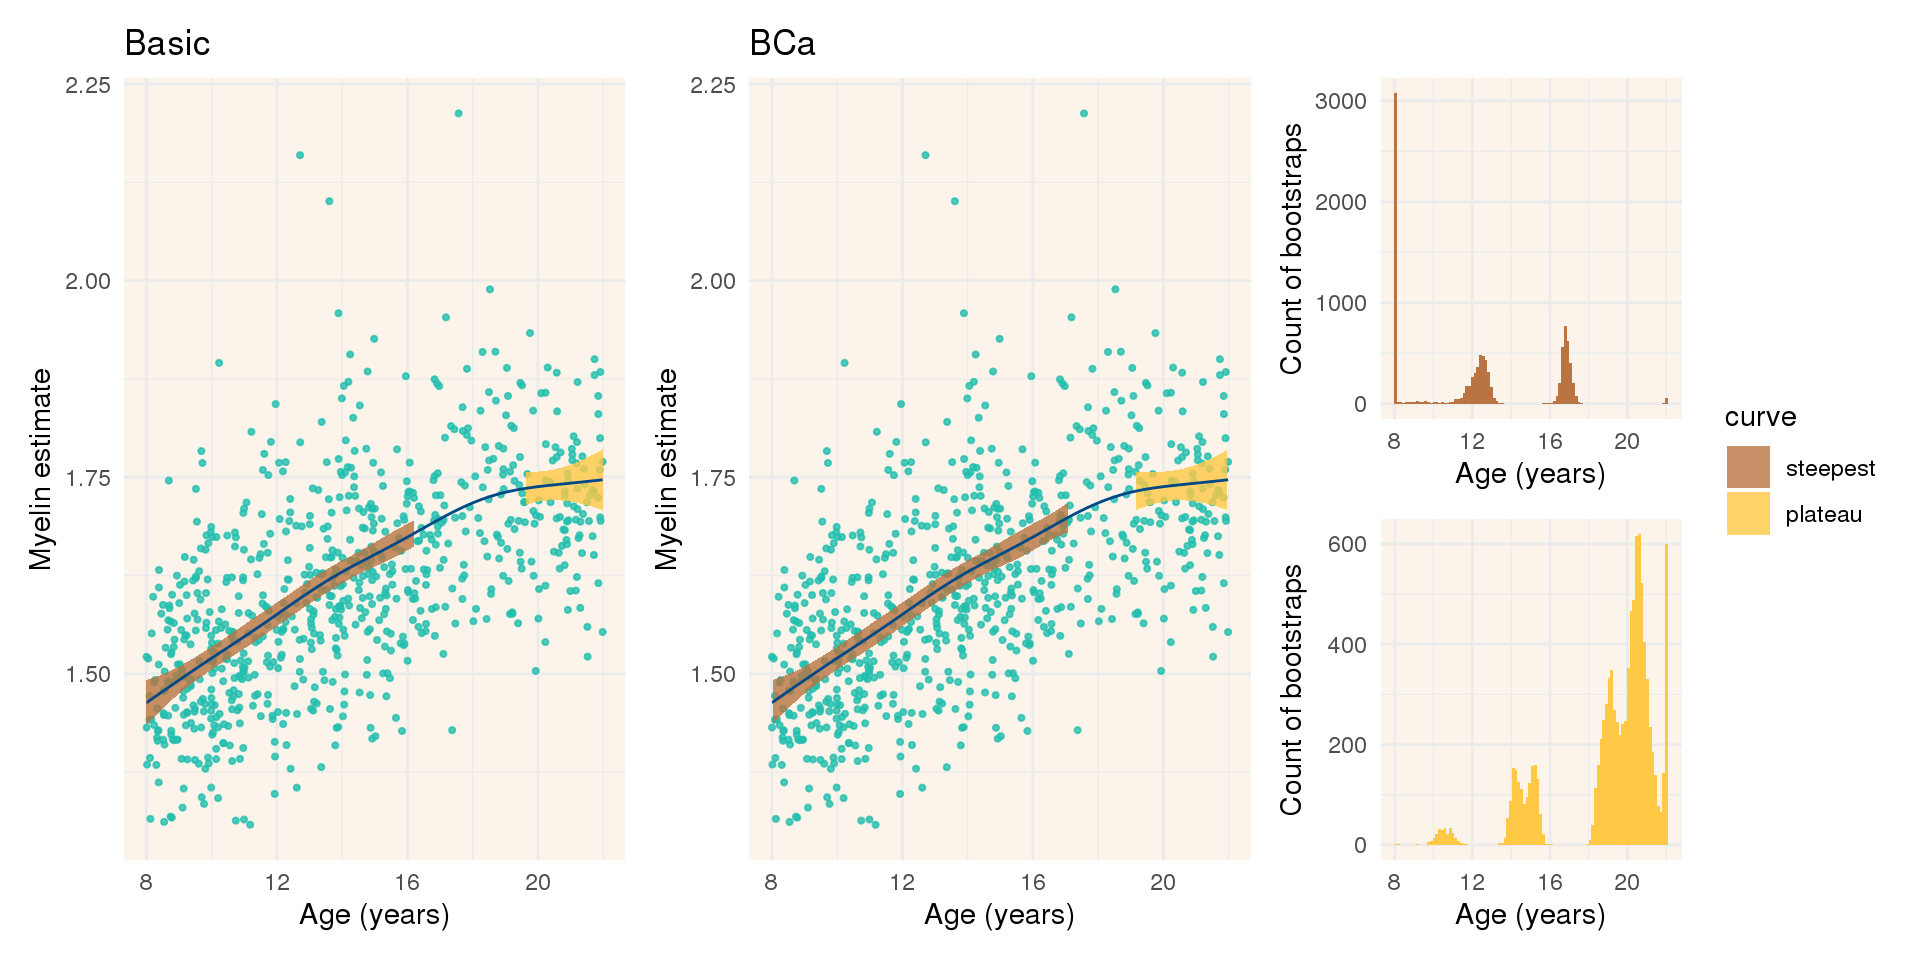 Basic
2.25
2.00
1.75
1.50
Myelin estimate
8 12 16 20
Age (years)
BCa
2.25
2.00
1.75
1.50
Myelin estimate
8 12 16 20
Age (years)
3000
2000
1000
0
Count of bootstraps
8 12 16 20
Age (years)
600
400
200
0
Count of bootstraps
8 12 16 20
Age (years)
curve
steepest
plateau